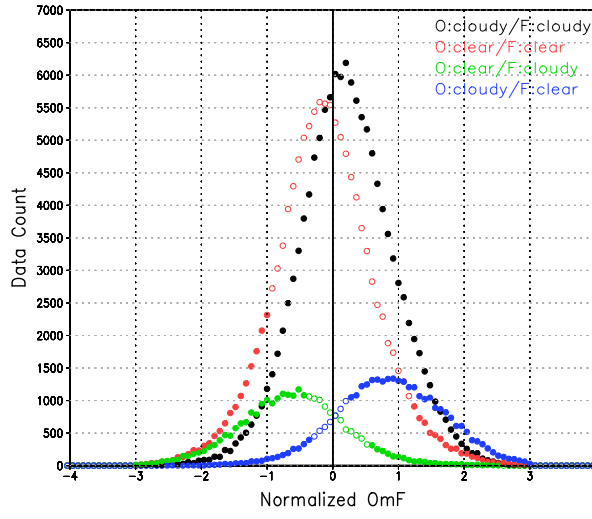 7000
6500
6000
5500
5000
4500
4000
3500
3000
2500
2000
1500
1000
500
0
Data Count
O:cloudy/F:cloudy
O:clear/F:clear
O:clear/F:cloudy
O:cloudy/F:clear
-4 -3 -2 -1 0 1 2 3
Normalized OmF